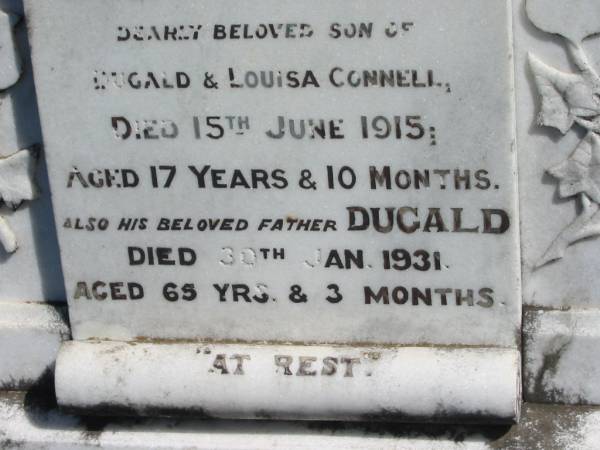 DEARLY BELOVED SON OF
DUGALD & LOUISA CONNELL,
DIED 15TH JUNE 1915;
AGED 17 YEARS & 10 MONTHS.
ALSO HIS BELOVED FATHER DUGALD
DIED 30TH JAN. 1931.
AGED 65 YRS. & 3 MONTHS.
"AT REST."